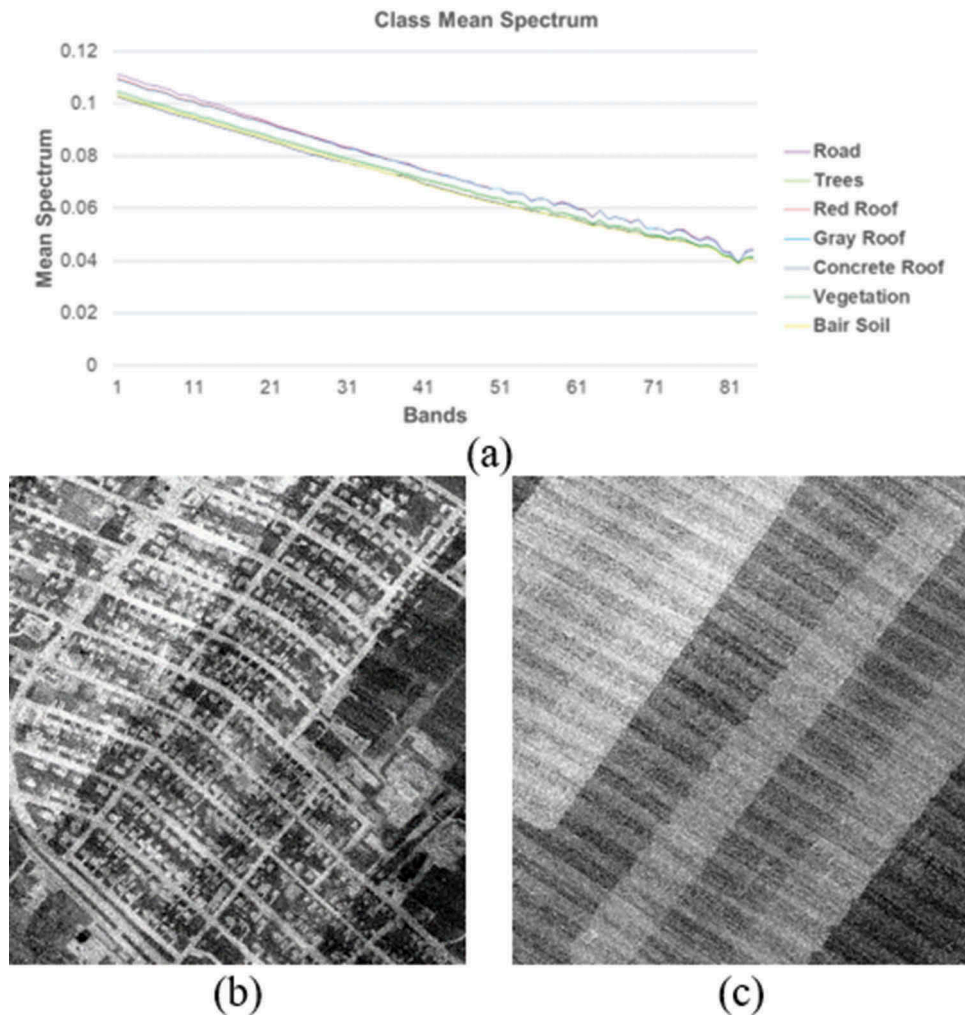 Class Mean Spectrum
0.12
0.1
0.08
0.06
0.04
0.02
0
Mean Spectrum
1 11 21 31 41 51 61 71 81
Bands
Road
Trees
Red Roof
Gray Roof
Concrete Roof
Vegetation
Bair Soil
(a)
(b)
(c)